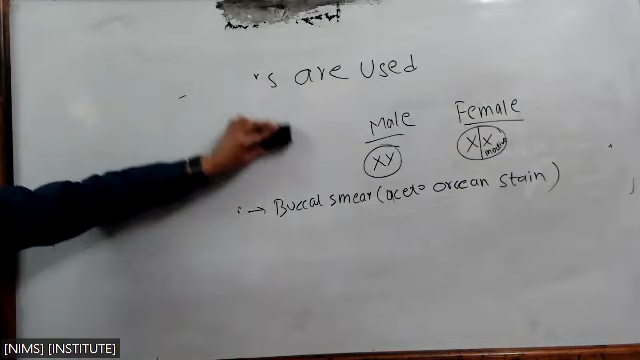 's are used
Male Female
XY X X
inactive
→ Buccal smear (aceto orcean stain)
[NIMS] [INSTITUTE]